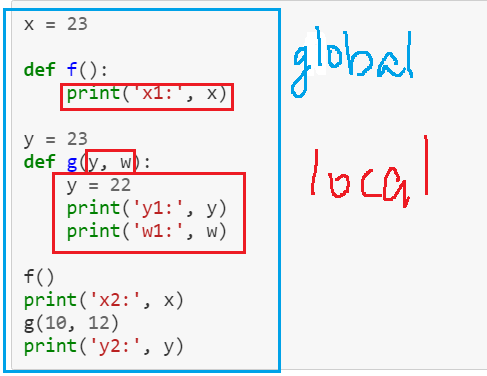 x = 23
def f():
    print('x1:', x)
y = 23
def g(y, w):
    y = 22
    print('y1:', y)
    print('w1:', w)
f()
print('x2:', x)
g(10, 12)
print('y2:', y)
global
local